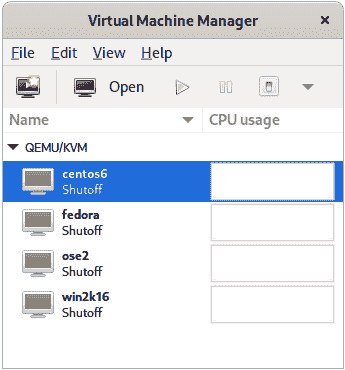 Virtual Machine Manager
File Edit View Help
Open
Name CPU usage
QEMU/KVM
centos6
Shutoff
fedora
Shutoff
ose2
Shutoff
win2k16
Shutoff